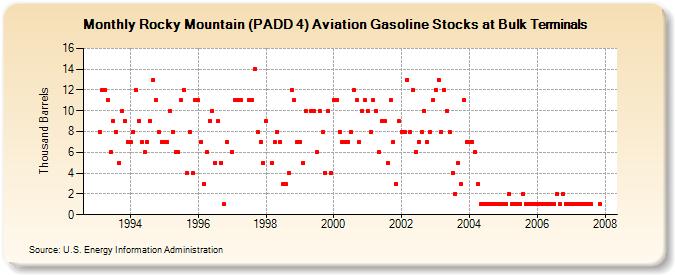 Monthly Rocky Mountain (PADD 4) Aviation Gasoline Stocks at Bulk Terminals
Thousand Barrels
16
14
12
10
8
6
4
2
0
1994 1996 1998 2000 2002 2004 2006 2008
Source: U.S. Energy Information Administration